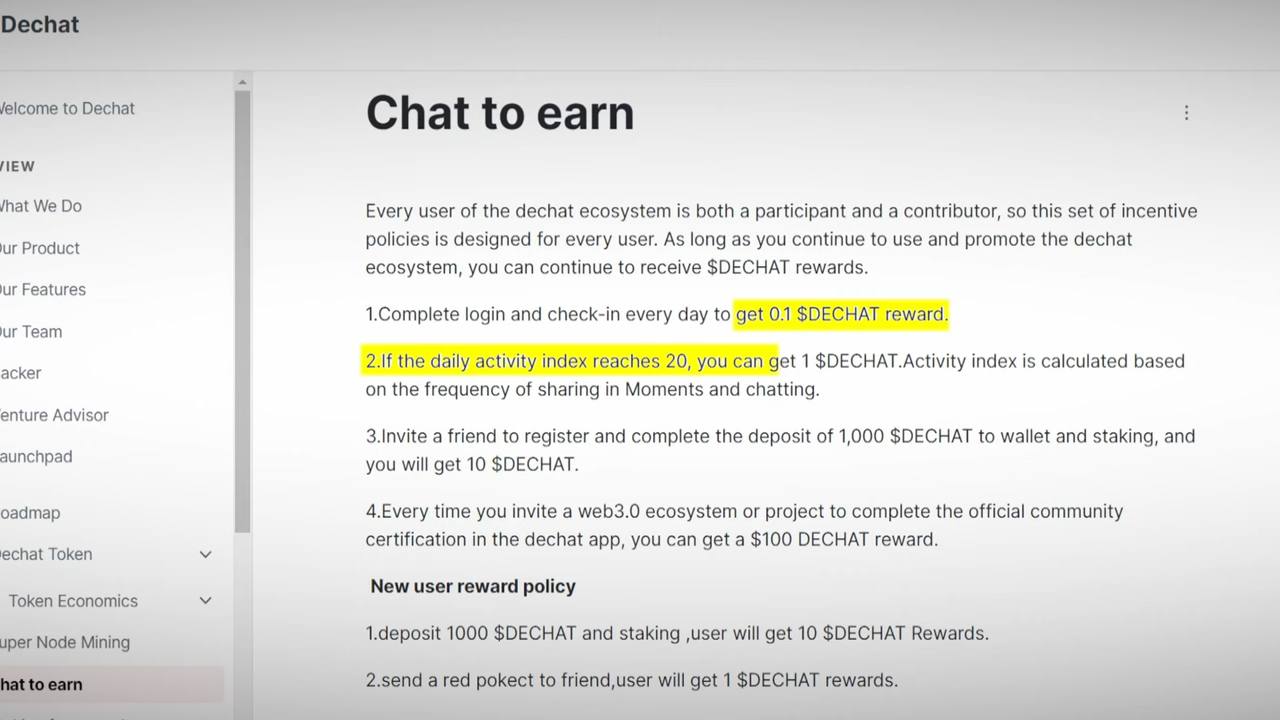 Dechat
Welcome to Dechat
VIEW
What We Do
Our Product
Our Features
Our Team
acker
enture Advisor
aunchpad
oadmap
Dechat Token
Token Economics
uper Node Mining
hat to earn
Chat to earn
Every user of the dechat ecosystem is both a participant and a contributor, so this set of incentive
policies is designed for every user. As long as you continue to use and promote the dechat
ecosystem, you can continue to receive $DECHAT rewards.
1.Complete login and check-in every day to get 0.1 $DECHAT reward.
2.If the daily activity index reaches 20, you can get 1 $DECHAT.Activity index is calculated based
on the frequency of sharing in Moments and chatting.
3.Invite a friend to register and complete the deposit of 1,000 $DECHAT to wallet and staking, and
you will get 10 $DECHAT.
4.Every time you invite a web3.0 ecosystem or project to complete the official community
certification in the dechat app, you can get a $100 DECHAT reward.
New user reward policy
1.deposit 1000 $DECHAT and staking ,user will get 10 $DECHAT Rewards.
2.send a red pokect to friend,user will get 1 $DECHAT rewards.